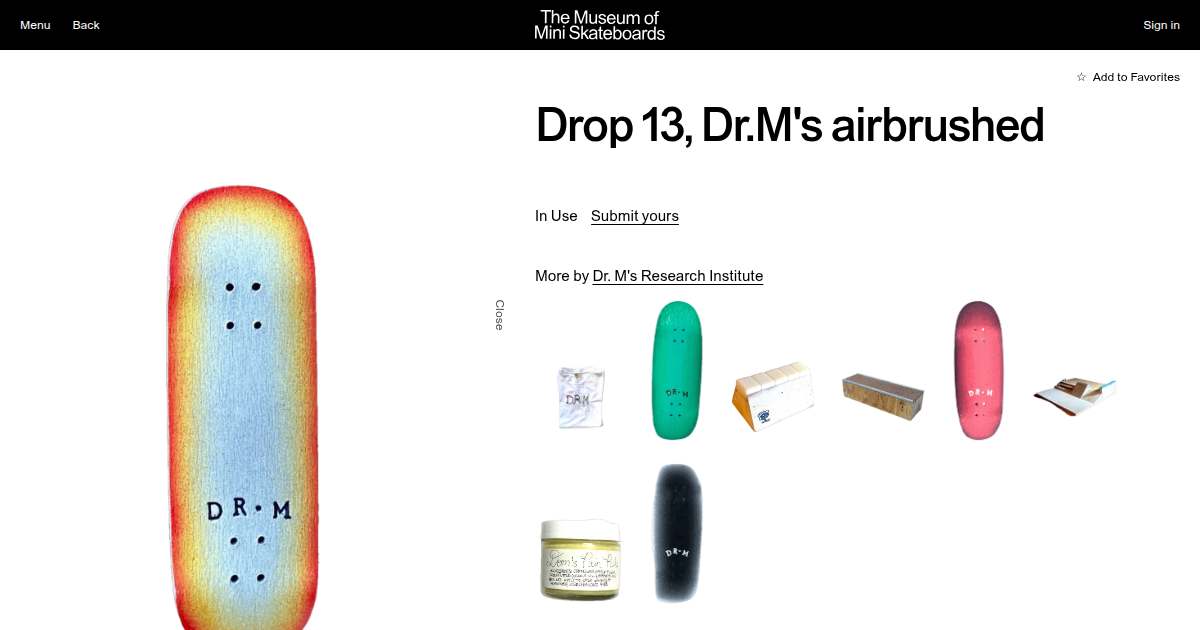 Menu
Back
The Museum of
Mini Skateboards
Sign in
☆ Add to Favorites
Drop 13, Dr.M's airbrushed
In Use Submit yours
More by Dr. M's Research Institute
Close
DR·M
DR·M
DR·M
DR·M
DR·M